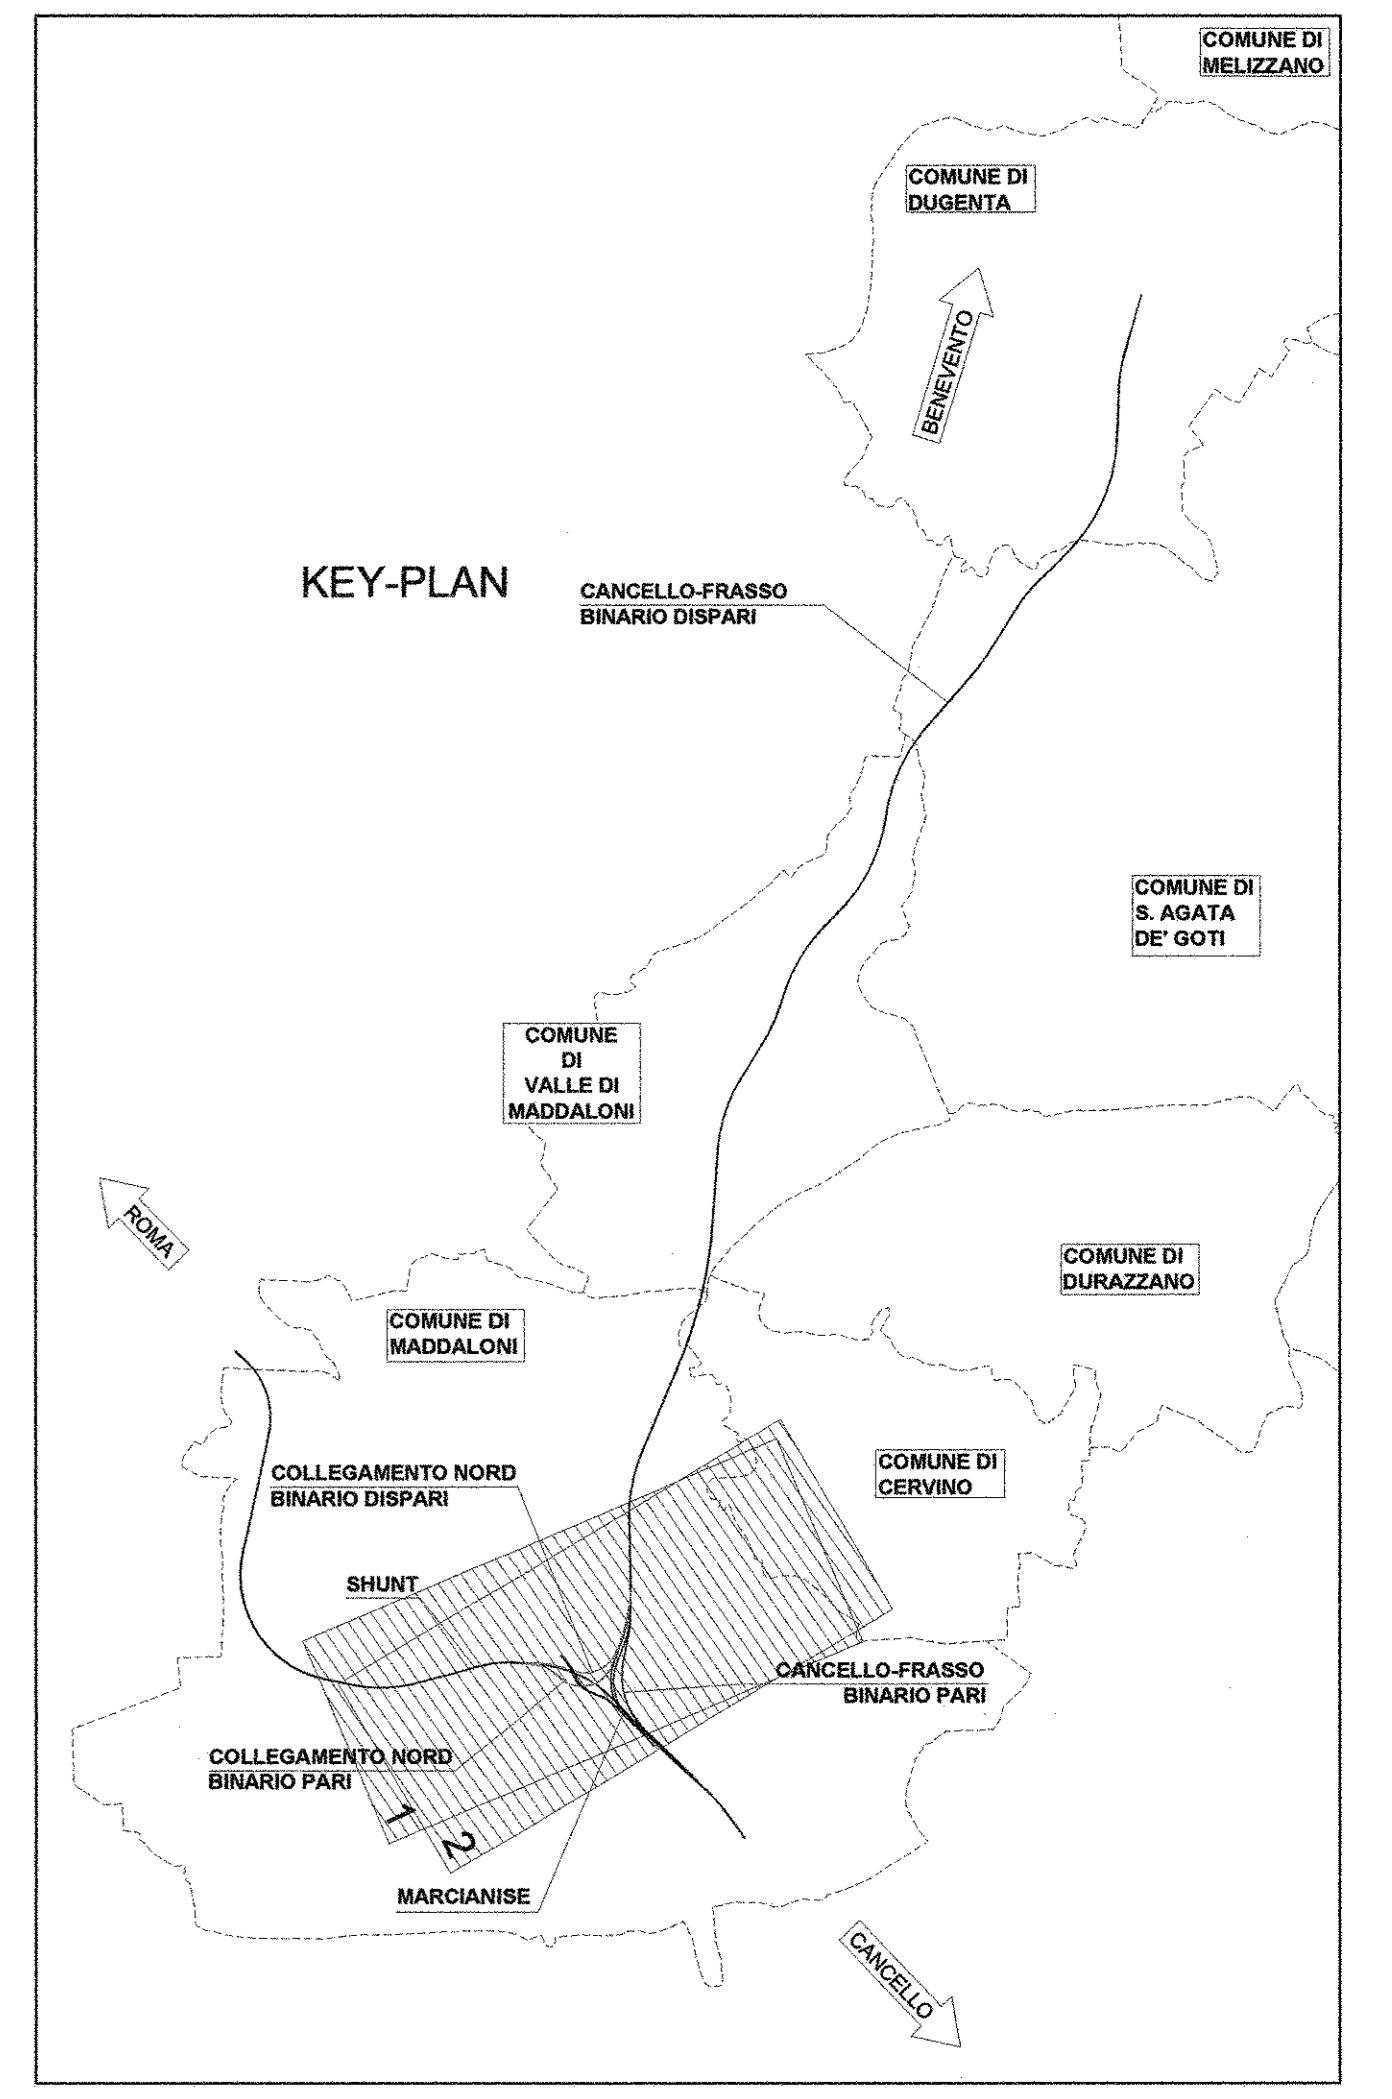 COMUNE DI
MELIZZANO
COMUNE DI
DUGENTA
BENEVENTO
KEY-PLAN
CANCELLO-FRASSO
BINARIO DISPARI
COMUNE DI
S. AGATA
DE' GOTI
COMUNE
DI
VALLE DI
MADDALONI
ROMA
COMUNE DI
DURAZZANO
COMUNE DI
MADDALONI
COMUNE DI
CERVINO
COLLEGAMENTO NORD
BINARIO DISPARI
SHUNT
CANCELLO-FRASSO
BINARIO PARI
COLLEGAMENTO NORD
BINARIO PARI
1
2
MARCIANISE
CANCELLO